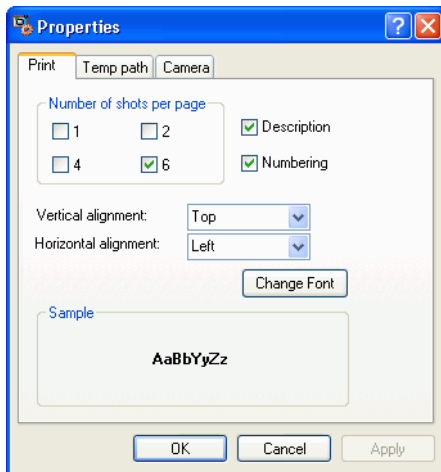 Properties
Print Temp path Camera
Number of shots per page
1 2 Description
4 6 Numbering
Vertical alignment: Top
Horizontal alignment: Left
Change Font
Sample
AaBbYyZz
OK Cancel Apply